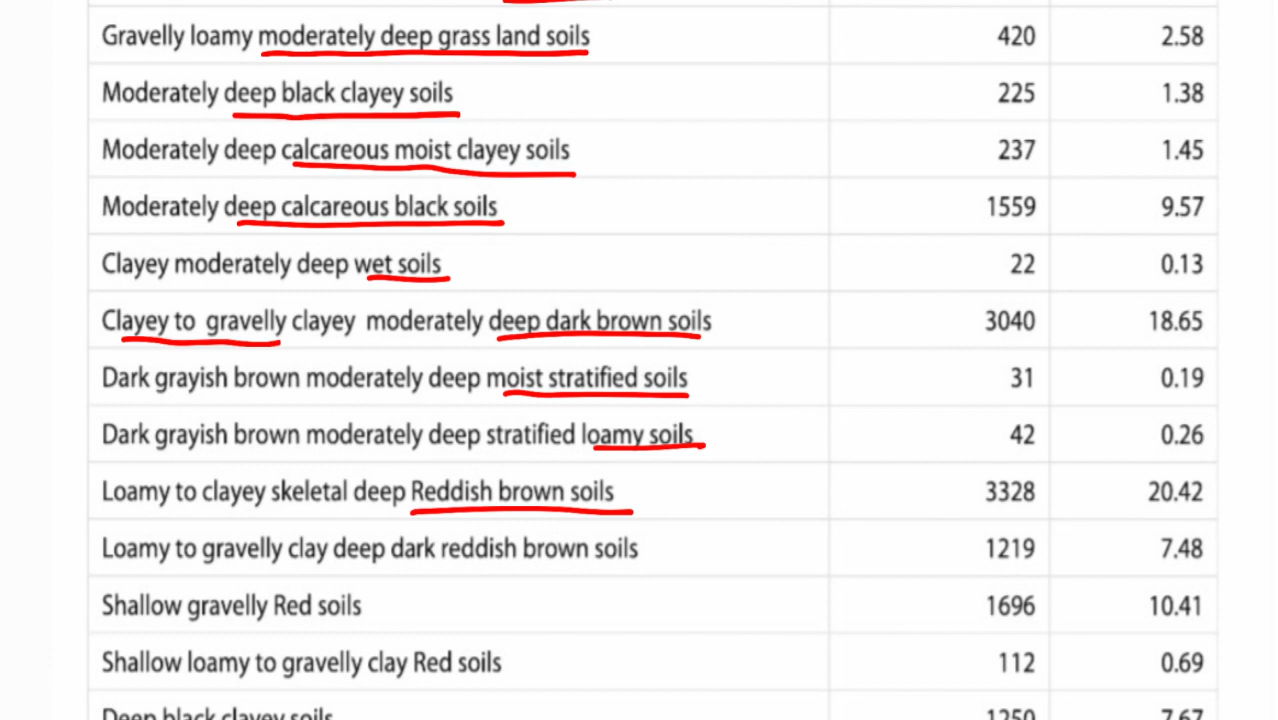 Gravelly loamy moderately deep grass land soils 420 2.58
Moderately deep black clayey soils 225 1.38
Moderately deep calcareous moist clayey soils 237 1.45
Moderately deep calcareous black soils 1559 9.57
Clayey moderately deep wet soils 22 0.13
Clayey to gravelly clayey moderately deep dark brown soils 3040 18.65
Dark grayish brown moderately deep moist stratified soils 31 0.19
Dark grayish brown moderately deep stratified loamy soils 42 0.26
Loamy to clayey skeletal deep Reddish brown soils 3328 20.42
Loamy to gravelly clay deep dark reddish brown soils 1219 7.48
Shallow gravelly Red soils 1696 10.41
Shallow loamy to gravelly clay Red soils 112 0.69
Deep black clayey soils 1250 7.67